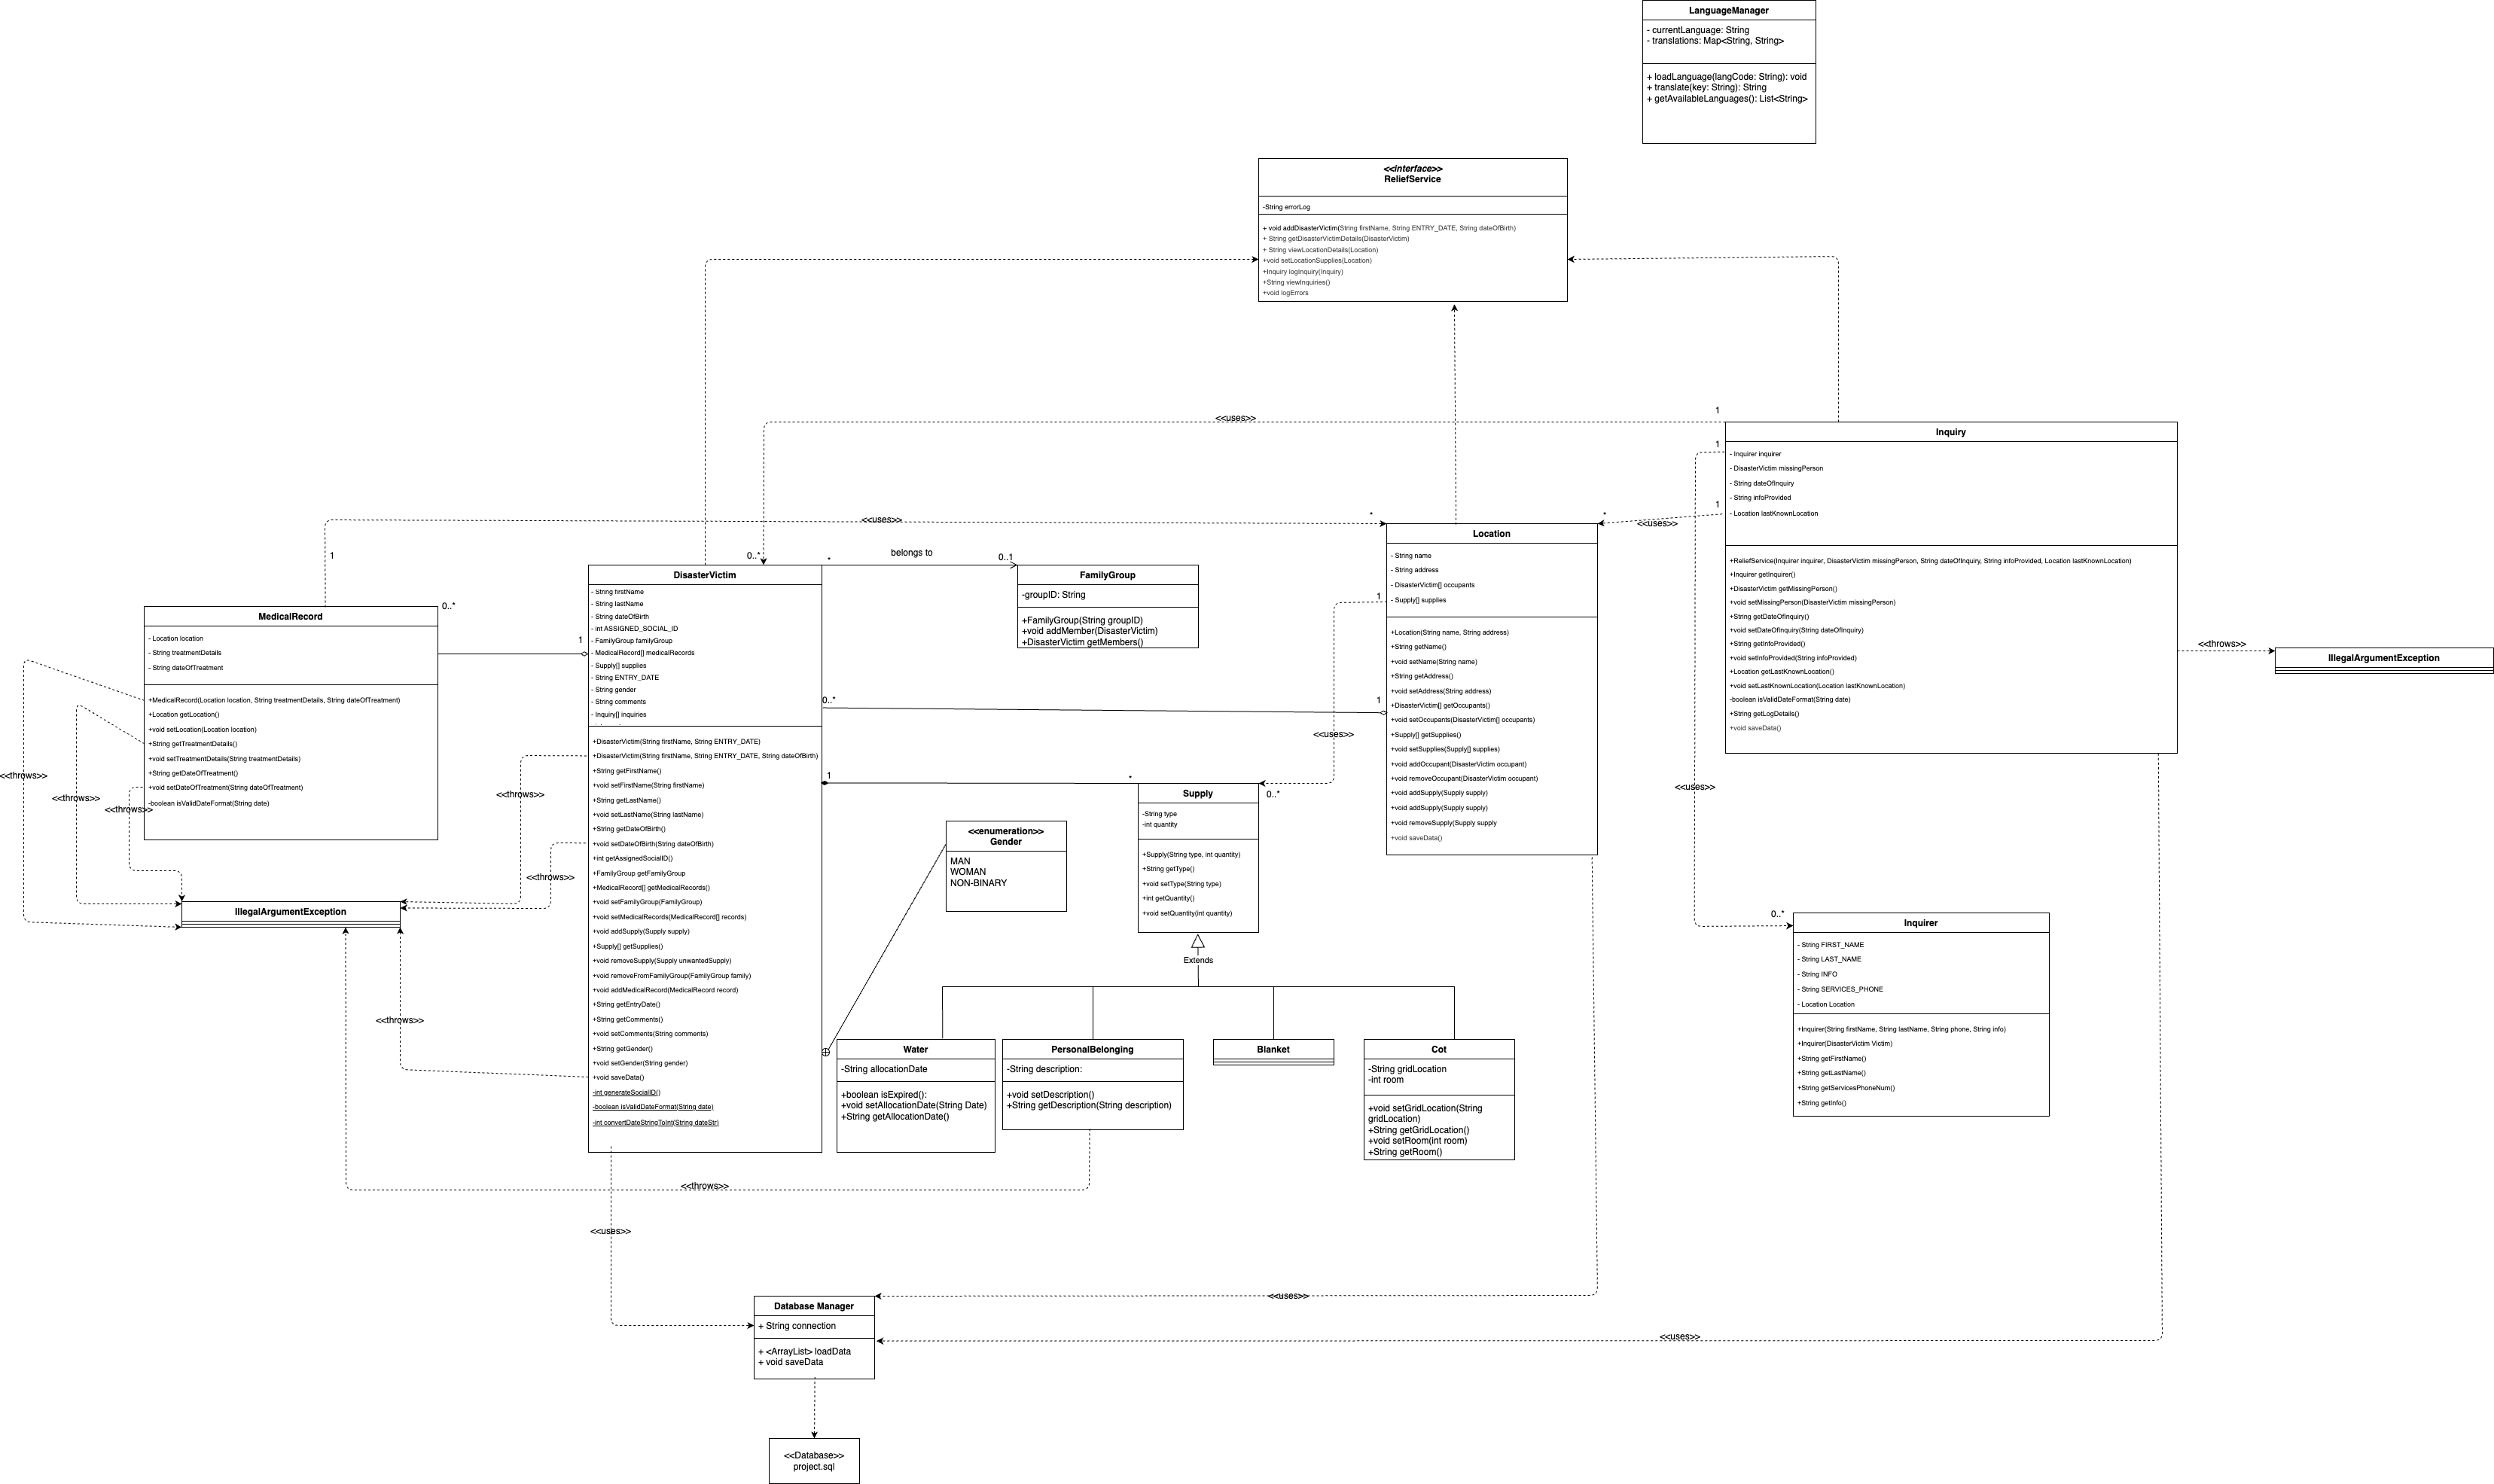 LanguageManager
- currentLanguage: String
- translations: Map<String, String>
+ loadLanguage(langCode: String): void
+ translate(key: String): String
+ getAvailableLanguages(): List<String>
<<interface>>
ReliefService
-String errorLog
+ void addDisasterVictim(String firstName, String ENTRY_DATE, String dateOfBirth)
+ String getDisasterVictimDetails(DisasterVictim)
+ String viewLocationDetails(Location)
+void setLocationSupplies(Location)
+Inquiry logInquiry(Inquiry)
+String viewInquiries()
+void logErrors
<<uses>>
1
Inquiry
- Inquirer inquirer
- DisasterVictim missingPerson
- String dateOfInquiry
- String infoProvided
- Location lastKnownLocation
+ReliefService(Inquirer inquirer, DisasterVictim missingPerson, String dateOfInquiry, String infoProvided, Location lastKnownLocation)
+Inquirer getInquirer()
+DisasterVictim getMissingPerson()
+void setMissingPerson(DisasterVictim missingPerson)
+String getDateOfInquiry()
+void setDateOfInquiry(String dateOfInquiry)
+String getInfoProvided()
+void setInfoProvided(String infoProvided)
+Location getLastKnownLocation()
+void setLastKnownLocation(Location lastKnownLocation)
-boolean isValidDateFormat(String date)
+String getLogDetails()
+void saveData()
1
1
<<uses>>
*
<<throws>>
IllegalArgumentException
<<uses>>
*
1
MedicalRecord
- Location location
- String treatmentDetails
- String dateOfTreatment
+MedicalRecord(Location location, String treatmentDetails, String dateOfTreatment)
+Location getLocation()
+void setLocation(Location location)
+String getTreatmentDetails()
+void setTreatmentDetails(String treatmentDetails)
+String getDateOfTreatment()
+void setDateOfTreatment(String dateOfTreatment)
-boolean isValidDateFormat(String date)
0..*
1
<<throws>>
<<throws>>
<<throws>>
IllegalArgumentException
0..*
*
belongs to
0..1
DisasterVictim
- String firstName
- String lastName
- String dateOfBirth
- int ASSIGNED_SOCIAL_ID
- FamilyGroup familyGroup
- MedicalRecord[] medicalRecords
- Supply[] supplies
- String ENTRY_DATE
- String gender
- String comments
- Inquiry[] inquiries
+DisasterVictim(String firstName, String ENTRY_DATE)
+DisasterVictim(String firstName, String ENTRY_DATE, String dateOfBirth)
+String getFirstName()
+void setFirstName(String firstName)
+String getLastName()
+void setLastName(String lastName)
+String getDateOfBirth()
+void setDateOfBirth(String dateOfBirth)
+int getAssignedSocialID()
+FamilyGroup getFamilyGroup
+MedicalRecord[] getMedicalRecords()
+void setFamilyGroup(FamilyGroup)
+void setMedicalRecords(MedicalRecord[] records)
+void addSupply(Supply supply)
+Supply[] getSupplies()
+void removeSupply(Supply unwantedSupply)
+void removeFromFamilyGroup(FamilyGroup family)
+void addMedicalRecord(MedicalRecord record)
+String getEntryDate()
+String getComments()
+void setComments(String comments)
+String getGender()
+void setGender(String gender)
+void saveData()
-int generateSocialID()
-boolean isValidDateFormat(String date)
-int convertDateStringToInt(String dateStr)
<<throws>>
<<throws>>
<<throws>>
FamilyGroup
-groupID: String
+FamilyGroup(String groupID)
+void addMember(DisasterVictim)
+DisasterVictim getMembers()
Location
- String name
- String address
- DisasterVictim[] occupants
- Supply[] supplies
+Location(String name, String address)
+String getName()
+void setName(String name)
+String getAddress()
+void setAddress(String address)
+DisasterVictim[] getOccupants()
+void setOccupants(DisasterVictim[] occupants)
+Supply[] getSupplies()
+void setSupplies(Supply[] supplies)
+void addOccupant(DisasterVictim occupant)
+void removeOccupant(DisasterVictim occupant)
+void addSupply(Supply supply)
+void addSupply(Supply supply)
+void removeSupply(Supply supply
+void saveData()
1
0..*
1
<<uses>>
1
*
0..*
Supply
-String type
-int quantity
+Supply(String type, int quantity)
+String getType()
+void setType(String type)
+int getQuantity()
+void setQuantity(int quantity)
<<enumeration>>
Gender
MAN
WOMAN
NON-BINARY
Extends
Water
-String allocationDate
+boolean isExpired():
+void setAllocationDate(String Date)
+String getAllocationDate()
PersonalBelonging
-String description:
+void setDescription()
+String getDescription(String description)
Blanket
Cot
-String gridLocation
-int room
+void setGridLocation(String
gridLocation)
+String getGridLocation()
+void setRoom(int room)
+String getRoom()
<<uses>>
0..*
Inquirer
- String FIRST_NAME
- String LAST_NAME
- String INFO
- String SERVICES_PHONE
- Location Location
+Inquirer(String firstName, String lastName, String phone, String info)
+Inquirer(DisasterVictim Victim)
+String getFirstName()
+String getLastName()
+String getServicesPhoneNum()
+String getInfo()
<<throws>>
<<uses>>
<<uses>>
<<uses>>
Database Manager
+ String connection
+ <ArrayList> loadData
+ void saveData
<<Database>>
project.sql